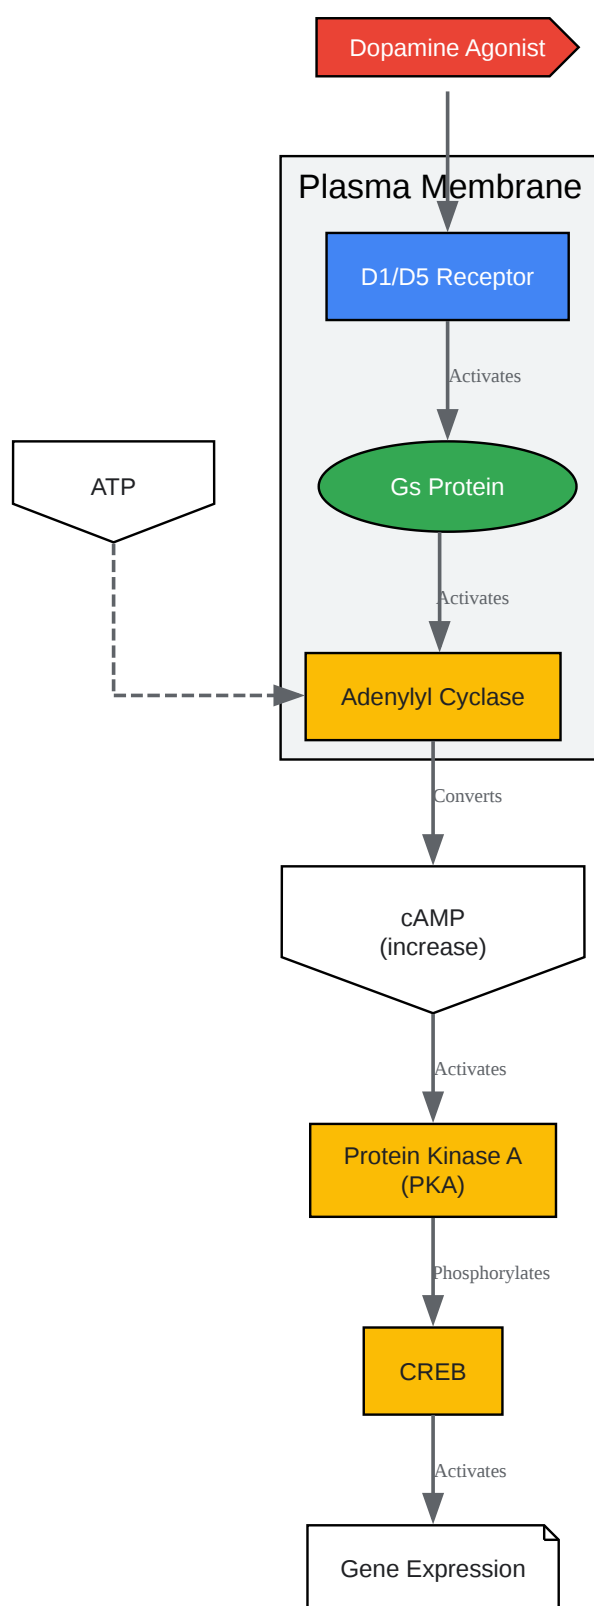 Dopamine Agonist
Plasma Membrane
D1/D5 Receptor
Activates
Gs Protein
ATP
Activates
Adenylyl Cyclase
Converts
cAMP
(increase)
Activates
Protein Kinase A
(PKA)
Phosphorylates
CREB
Activates
Gene Expression